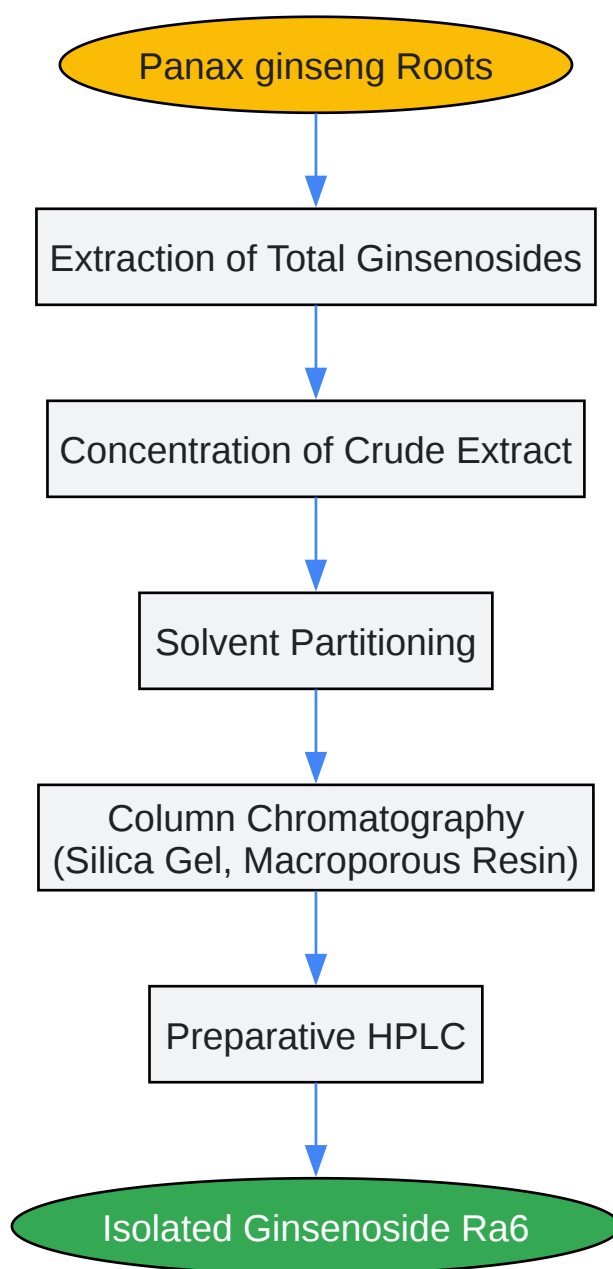 Panax ginseng Roots
Extraction of Total Ginsenosides
Concentration of Crude Extract
Solvent Partitioning
Column Chromatography
(Silica Gel, Macroporous Resin)
Preparative HPLC
Isolated Ginsenoside Ra6